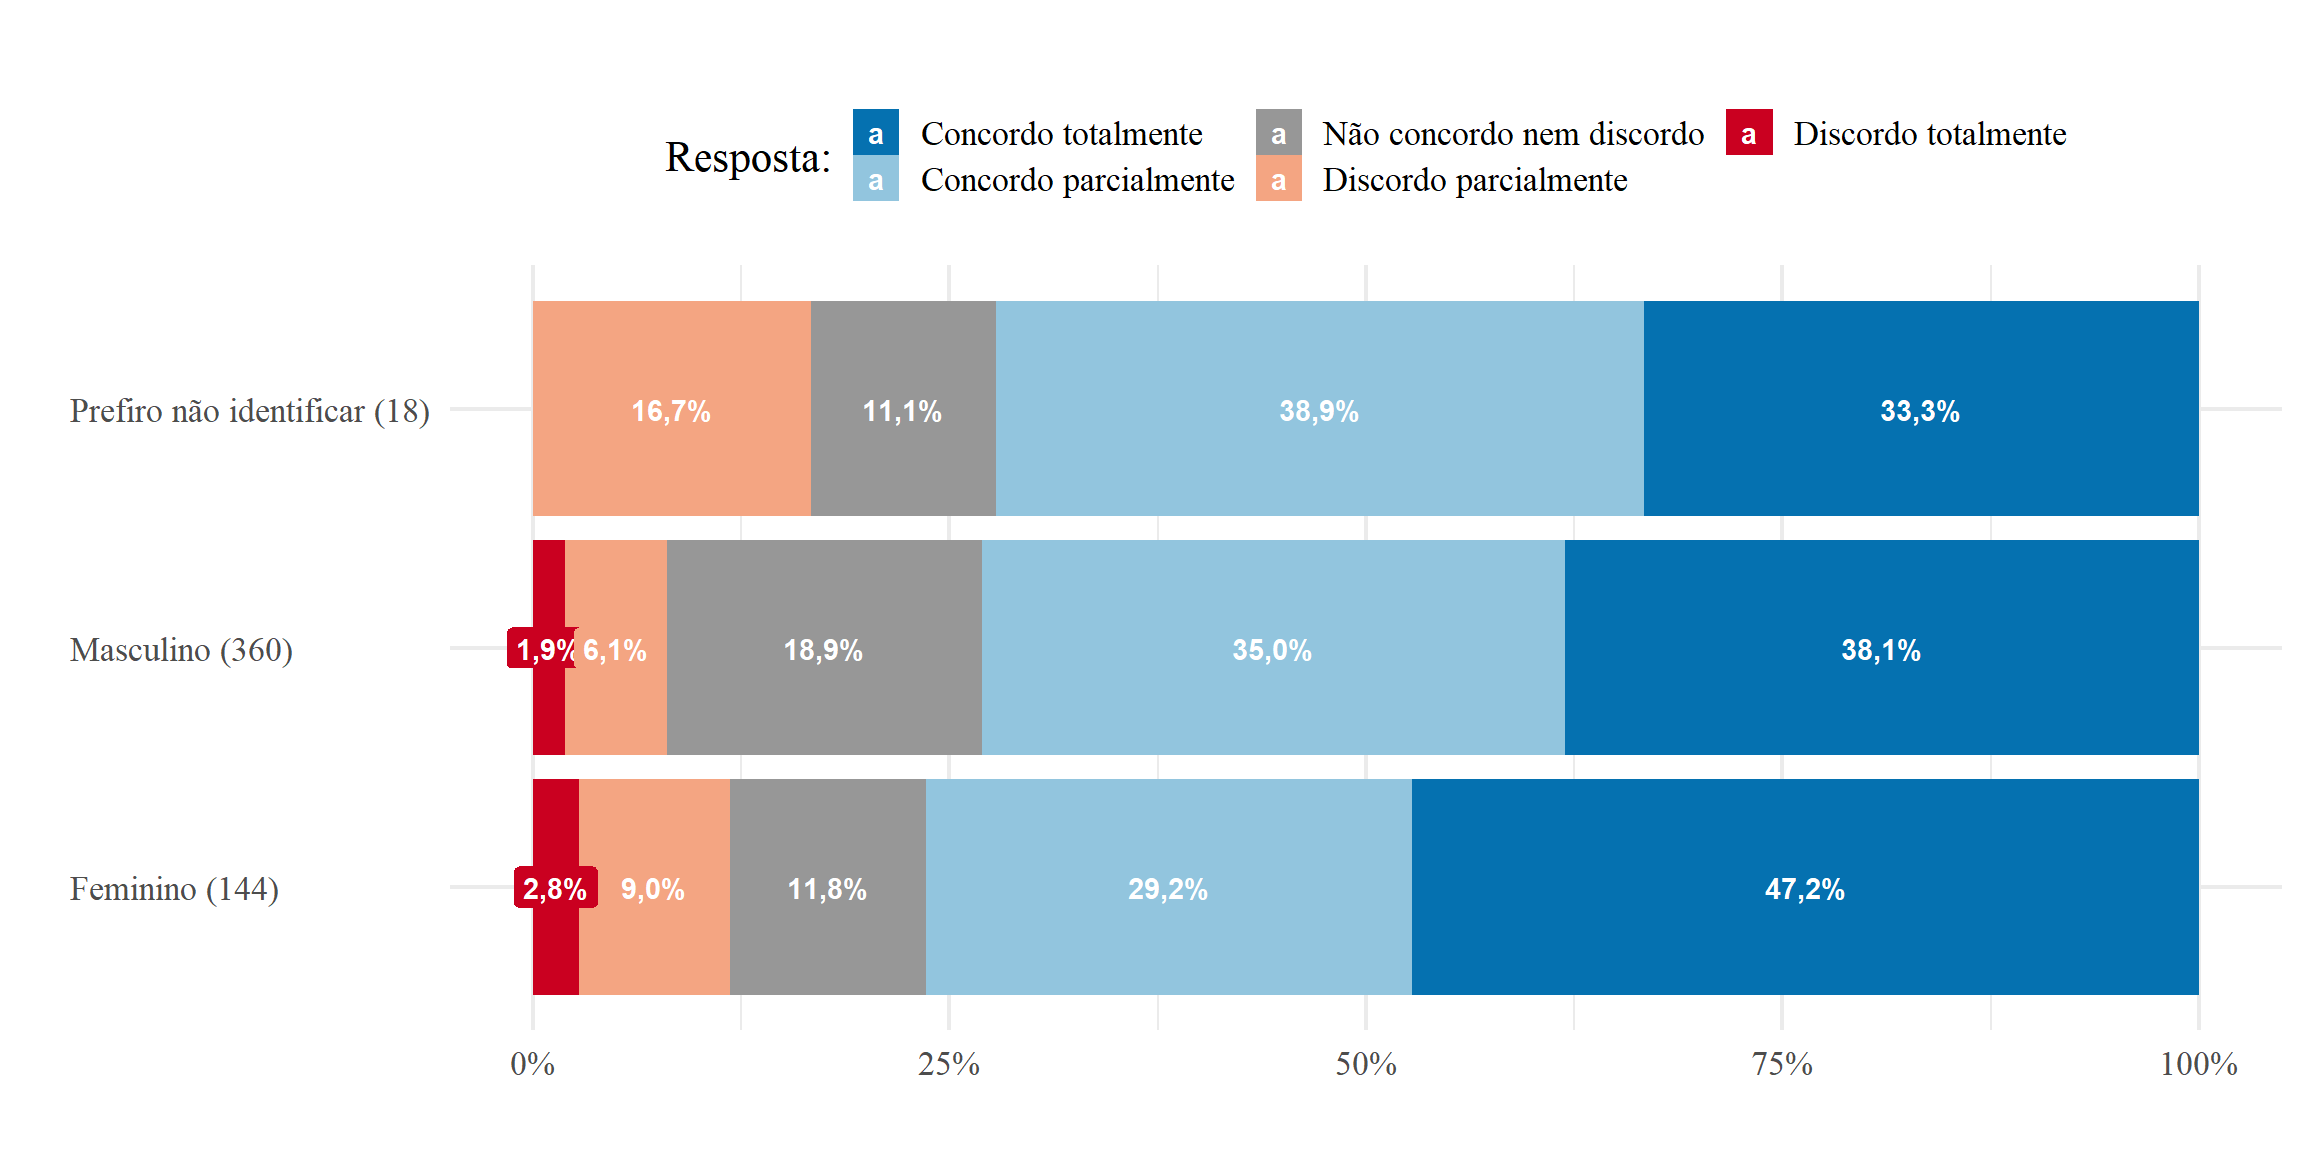 Resposta:
a Concordo totalmente
a Concordo parcialmente
a Não concordo nem discordo
a Discordo parcialmente
a Discordo totalmente
Prefiro não identificar (18)
16,7% 11,1% 38,9% 33,3%
Masculino (360)
1,9% 6,1% 18,9% 35,0% 38,1%
Feminino (144)
2,8% 9,0% 11,8% 29,2% 47,2%
0% 25% 50% 75% 100%